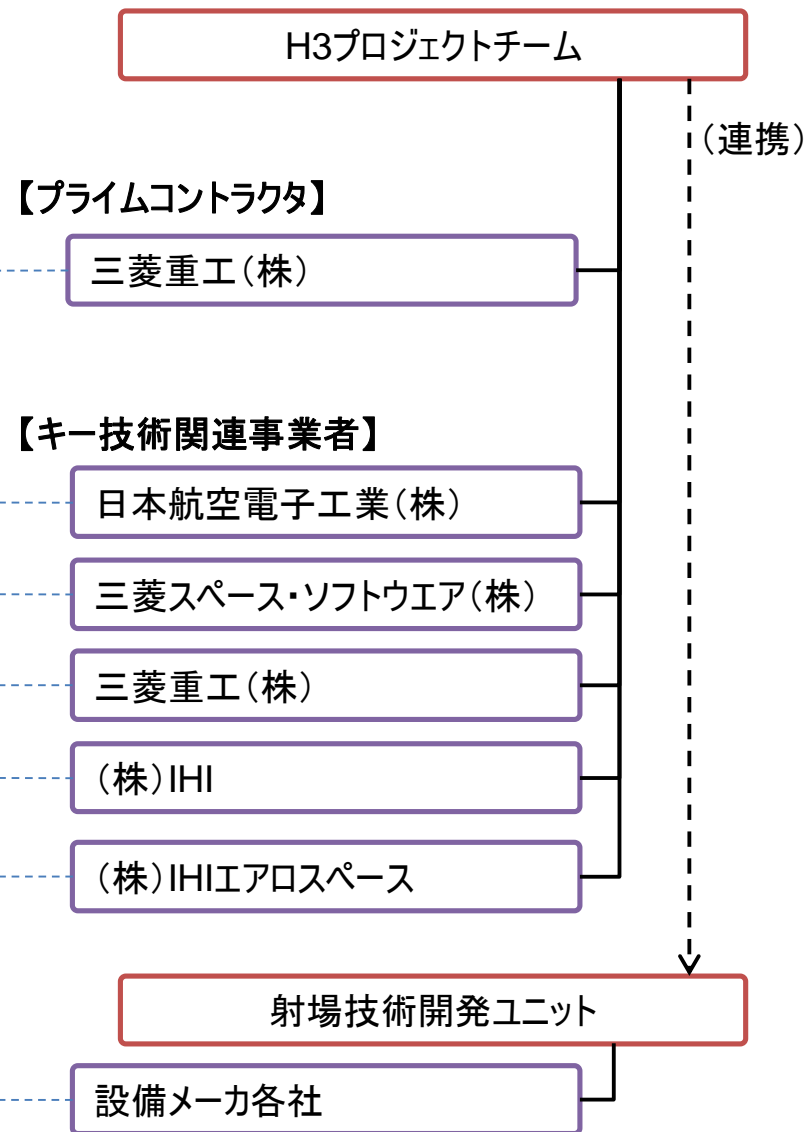 H3プロジェクトチーム
（連携）
【プライムコントラクタ】
三菱重工（株）
【キー技術関連事業者】
日本航空電子工業（株）
三菱スペース・ソフトウエア（株）
三菱重工（株）
（株）IHI
（株）IHIエアロスペース
射場技術開発ユニット
設備メーカ各社